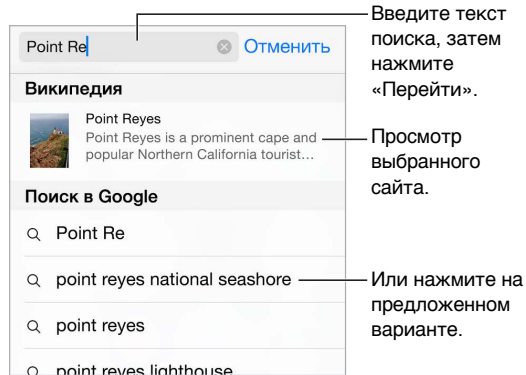 Point Re
Отменить
Википедия
Point Reyes
Point Reyes is a prominent cape and
popular Northern California tourist…
Поиск в Google
Point Re
point reyes national seashore
point reyes
point reyes lighthouse
Введите текст
поиска, затем
нажмите
«Перейти».
Просмотр
выбранного
сайта.
Или нажмите на
предложенном
варианте.